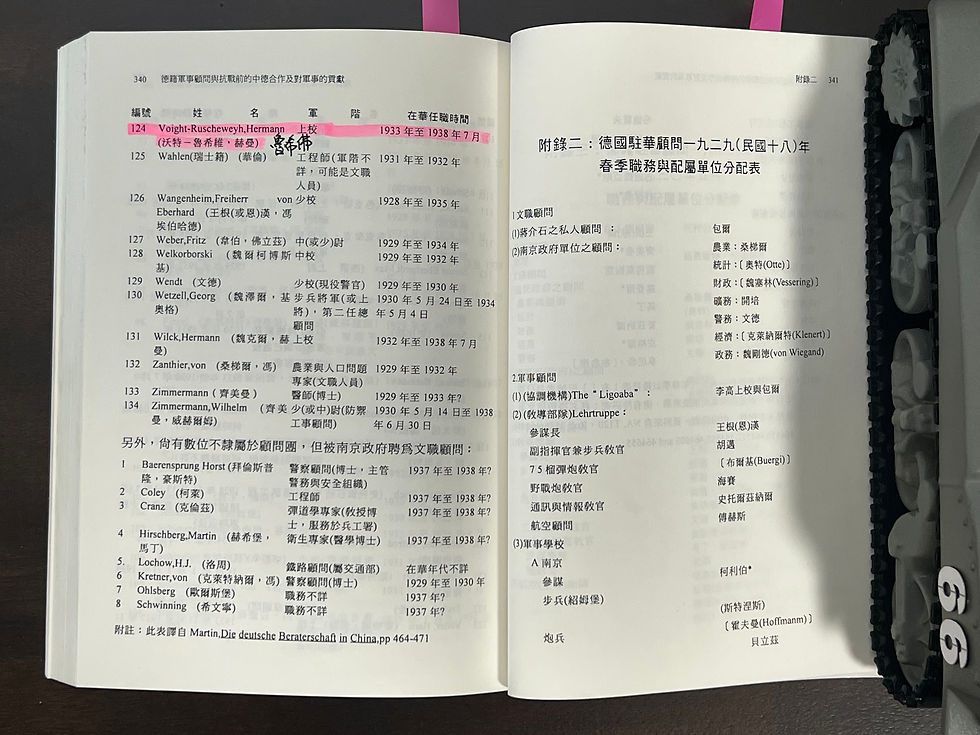 340 德籍軍事顧問與抗戰前的中德合作及對軍事的貢獻
編號 姓名 軍階 在華任職時間
124 Voight-Ruscheweyh,Hermann 上校 1933 年至 1938 年 7 月
(沃特－魯希維，赫曼) 魯希佛
125 Wahlen(瑞士籍) (華倫) 工程師(軍階不 1931 年至 1932 年
詳，可能是文職
人員)
126 Wangenheim,Freiherr von 少校 1928 年至 1935 年
Eberhard (王根(或恩)漢，馮
埃伯哈德)
127 Weber,Fritz (韋伯，佛立茲) 中(或少)尉 1929 年至 1934 年
128 Welkorborski (魏爾柯博斯 中校 1929 年至 1932 年
基)
129 Wendt (文德) 少校(現役警官) 1929 年至 1930 年
130 Wetzell,Georg (魏澤爾，基 步兵將軍(或上 1930 年 5 月 24 日至 1934
奧格) 將)，第二任總 年 5 月 4 日
顧問
131 Wilck,Hermann (魏克爾，赫 上校 1932 年至 1938 年 7 月
曼)
132 Zanthier,von (桑梯爾，馮) 農業與人口問題 1929 年至 1932 年
專家(文職人員)
133 Zimmermann (齊美曼) 醫師(博士) 1929 年至 1933 年?
134 Zimmermann,Wilhelm (齊美 少(或中)尉(防禦 1930 年 5 月 14 日至 1938
曼，威赫爾姆) 工事顧問) 年 6 月 30 日
另外，尚有數位不隸屬於顧問團，但被南京政府聘爲文職顧問：
1 Baerensprung Horst (拜倫斯普 警察顧問(博士，主管 1937 年至 1938 年?
隆，豪斯特) 警務與安全組織)
2 Coley (柯萊) 工程師 1937 年至 1938 年?
3 Cranz (克倫茲) 彈道學專家(敎授博 1937 年至 1938 年?
士，服務於兵工署)
4 Hirschberg,Martin (赫希堡， 衛生專家(醫學博士) 1937 年至 1938 年?
馬丁)
5. Lochow,H.J. (洛周) 鐵路顧問(屬交通部) 在華年代不詳
6 Kretner,von (克萊特納爾，馮) 警察顧問(博士) 1929 年至 1930 年
7 Ohlsberg (歐爾斯堡) 職務不詳 1937 年?
8 Schwinning (希文寧) 職務不詳 1937 年?
附註：此表譯自 Martin,Die deutsche Beraterschaft in China,pp 464-471
附錄二 341
附錄二：德國駐華顧問一九二九(民國十八)年
春季職務與配屬單位分配表
1文職顧問
(1)蔣介石之私人顧問： 包爾
(2)南京政府單位之顧問： 農業：桑梯爾
統計：〔奧特(Otte)〕
財政：〔魏塞林(Vessering)〕
礦務：開培
警務：文德
經濟：〔克萊納爾特(Klenert)〕
政務：魏剛德(von Wiegand)
2.軍事顧問
(1)(協調機構)The " Ligoaba "： 李高上校與包爾
(2)(敎導部隊)Lehrtruppe：
參謀長 王根(恩)漢
副指揮官兼步兵敎官 胡邁
75榴彈炮敎官 〔布爾基(Buergi)〕
野戰炮敎官 海賽
通訊與情報敎官 史托爾茲納爾
航空顧問 傅赫斯
(3)軍事學校
A 南京
參謀 柯利伯*
步兵(紹姆堡)
(斯特涅斯)
〔霍夫曼(Hoffmann)〕
炮兵 貝立茲
66